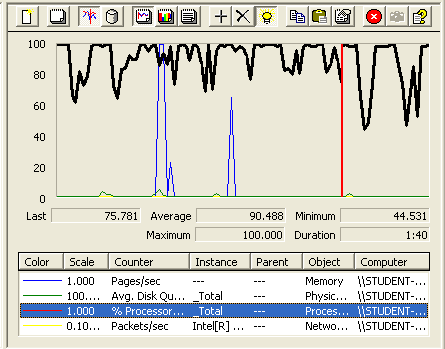 100
80
60
40
20
0
Last 75.781 Average 90.488 Minimum 44.531
Maximum 100.000 Duration 1:40
Color Scale Counter Instance Parent Object Computer
1.000 Pages/sec --- --- Memory \\STUDENT-...
100.... Avg. Disk Qu... _Total --- Physic... \\STUDENT-...
1.000 % Processor... _Total --- Proces... \\STUDENT-...
0.10... Packets/sec Intel[R] ... --- Netwo... \\STUDENT-...